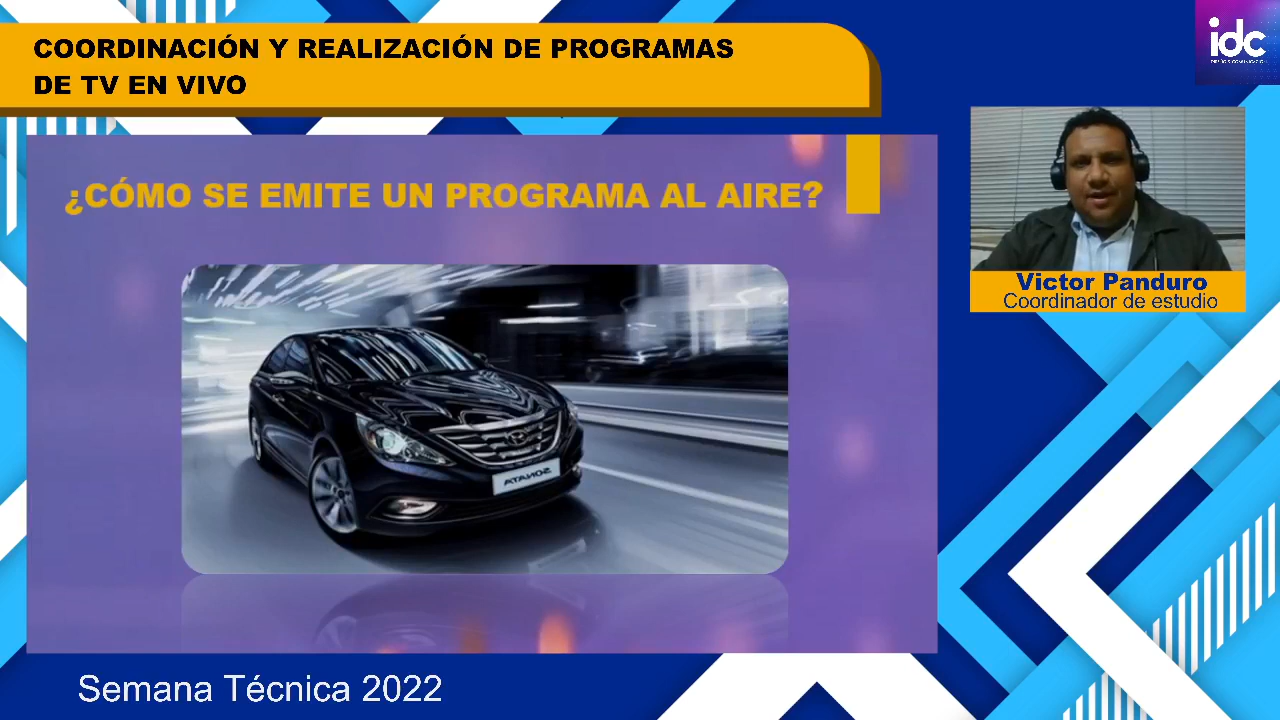 COORDINACIÓN Y REALIZACIÓN DE PROGRAMAS
DE TV EN VIVO
idc
¿CÓMO SE EMITE UN PROGRAMA AL AIRE?
SONATA
Victor Panduro
Coordinador de estudio
Semana Técnica 2022